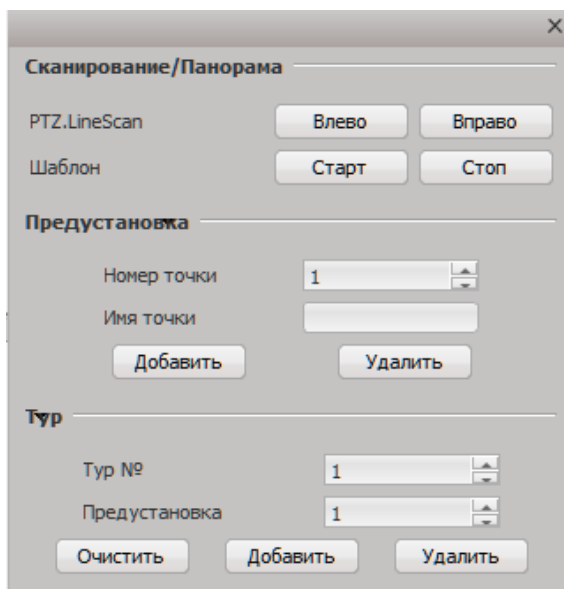 Сканирование/Панорама
PTZ.LineScan Влево Вправо
Шаблон Старт Стоп
Предустановка
Номер точки 1
Имя точки
Добавить Удалить
Тур
Тур № 1
Предустановка 1
Очистить Добавить Удалить